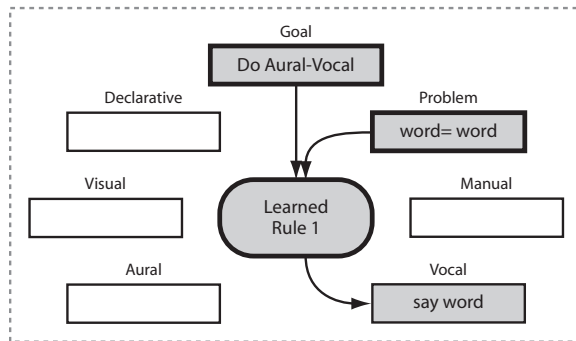 Goal
Do Aural-Vocal
Declarative
Problem
word= word
Visual
Learned
Rule 1
Manual
Aural
Vocal
say word